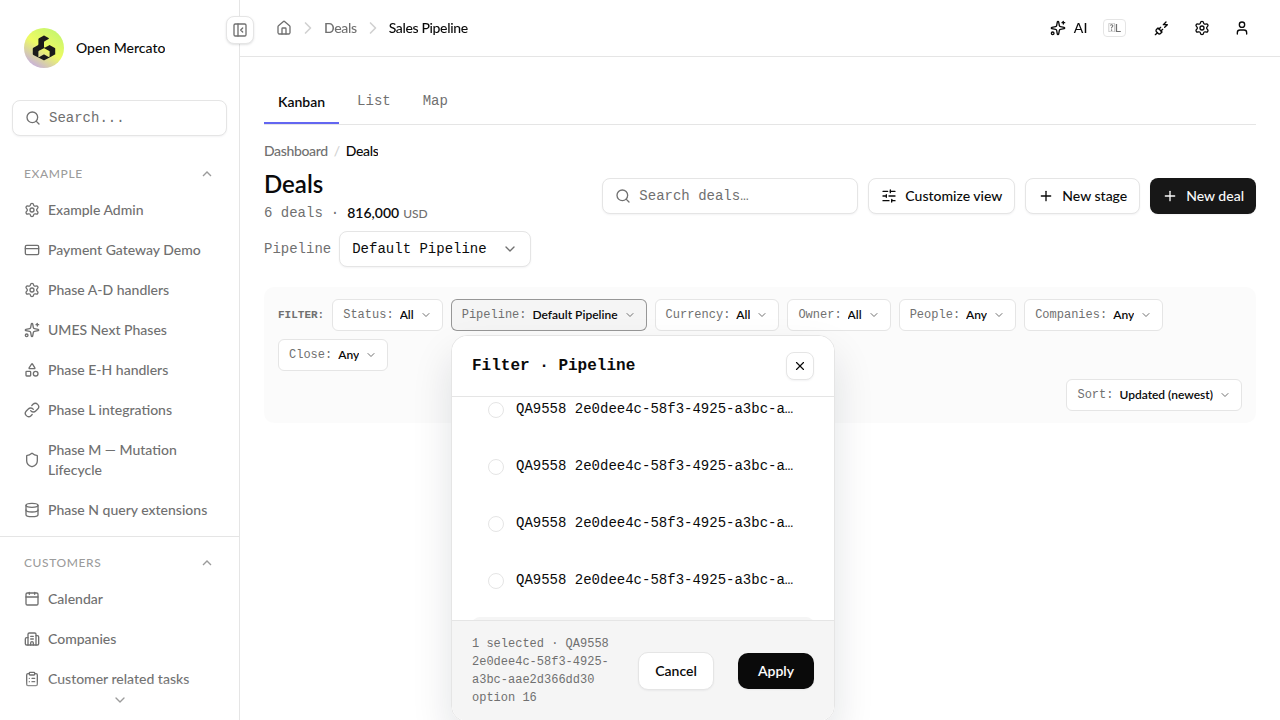 Open Mercato
Deals
Sales Pipeline
AI
L
Search...
EXAMPLE
Example Admin
Payment Gateway Demo
Phase A-D handlers
UMES Next Phases
Phase E-H handlers
Phase L integrations
Phase M — Mutation
Lifecycle
Phase N query extensions
CUSTOMERS
Calendar
Companies
Customer related tasks
Kanban
List
Map
Dashboard / Deals
Deals
6 deals · 816,000 USD
Search deals…
Customize view
New stage
New deal
Pipeline
Default Pipeline
FILTER:
Status: All
Pipeline: Default Pipeline
Currency: All
Owner: All
People: Any
Companies: Any
Close: Any
Sort: Updated (newest)
Filter · Pipeline
QA9558 2e0dee4c-58f3-4925-a3bc-a…
QA9558 2e0dee4c-58f3-4925-a3bc-a…
QA9558 2e0dee4c-58f3-4925-a3bc-a…
QA9558 2e0dee4c-58f3-4925-a3bc-a…
1 selected · QA9558
2e0dee4c-58f3-4925-
a3bc-aae2d366dd30
option 16
Cancel
Apply